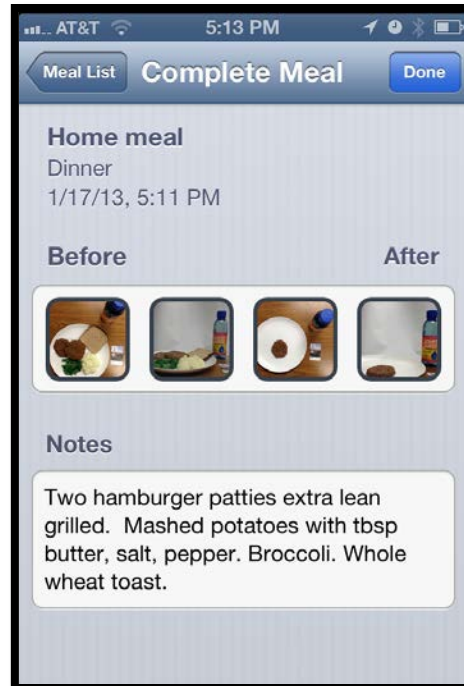 AT&T 5:13 PM
Meal List Complete Meal Done
Home meal
Dinner
1/17/13, 5:11 PM
Before After
Notes
Two hamburger patties extra lean
grilled.  Mashed potatoes with tbsp
butter, salt, pepper. Broccoli. Whole
wheat toast.